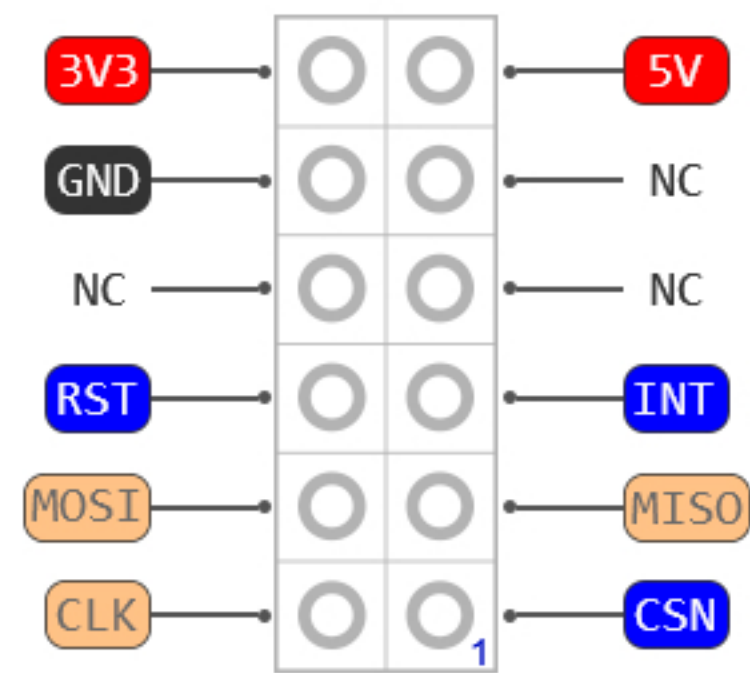 3V3 5V
GND NC
NC NC
RST INT
MOSI MISO
CLK CSN
1